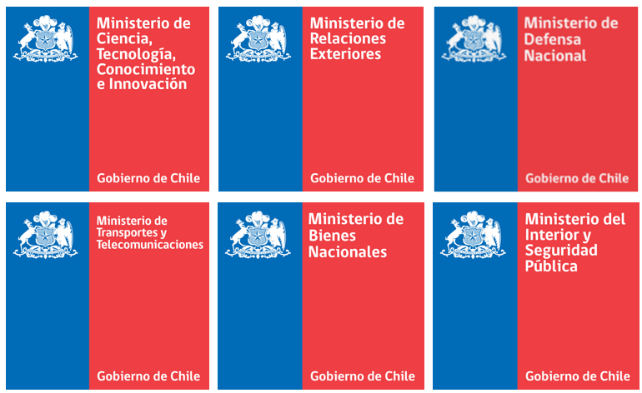 Ministerio de
Ciencia,
Tecnología,
Conocimiento
e Innovación
Gobierno de Chile
Ministerio de
Relaciones
Exteriores
Gobierno de Chile
Ministerio de
Defensa
Nacional
Gobierno de Chile
Ministerio de
Transportes y
Telecomunicaciones
Gobierno de Chile
Ministerio de
Bienes
Nacionales
Gobierno de Chile
Ministerio del
Interior y
Seguridad
Pública
Gobierno de Chile